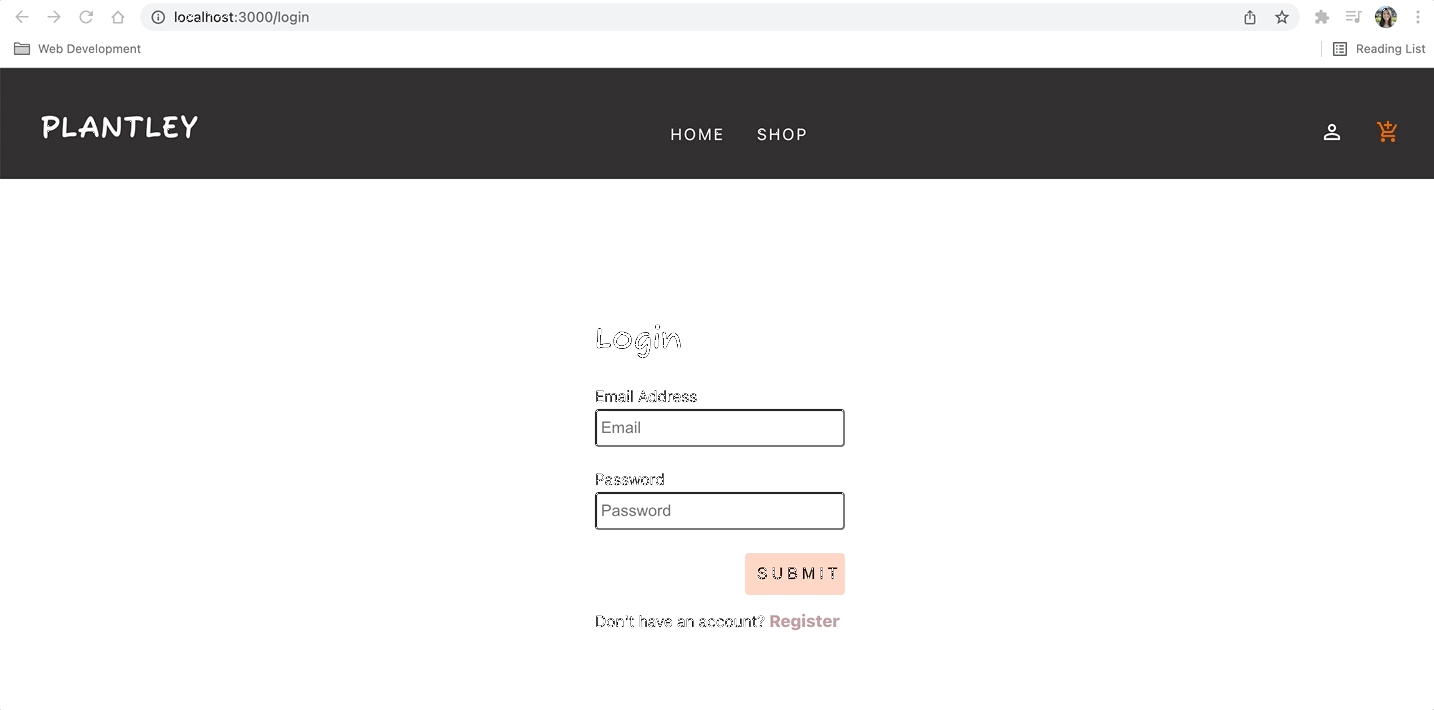 localhost:3000/login
Web Development
Reading List
PLANTLEY
HOME SHOP
Login
Email Address
Email
Password
Password
SUBMIT
Don't have an account? Register